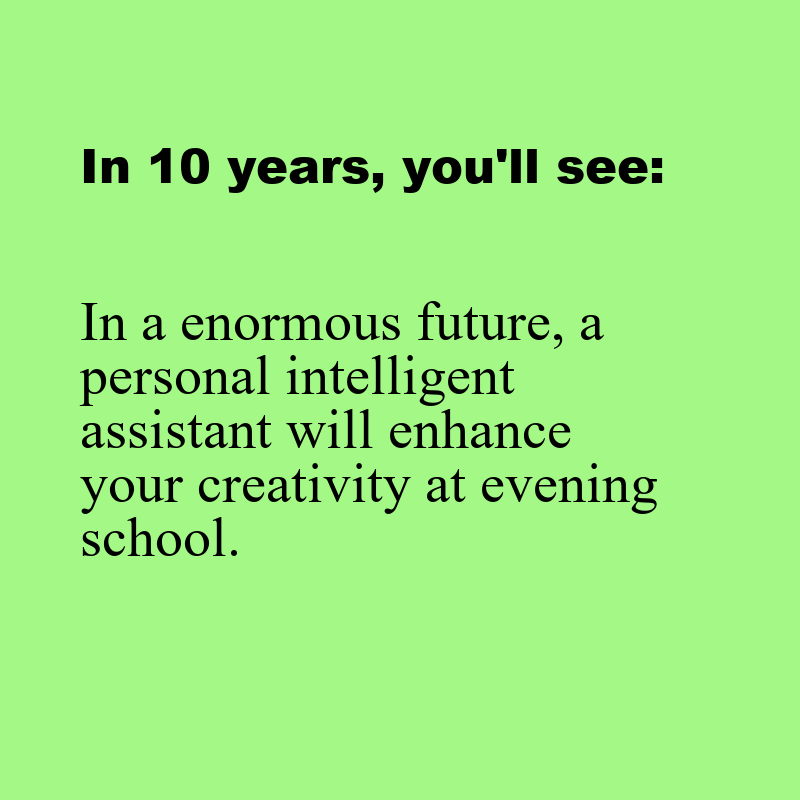 In 10 years, you'll see:
In a enormous future, a
personal intelligent
assistant will enhance
your creativity at evening
school.